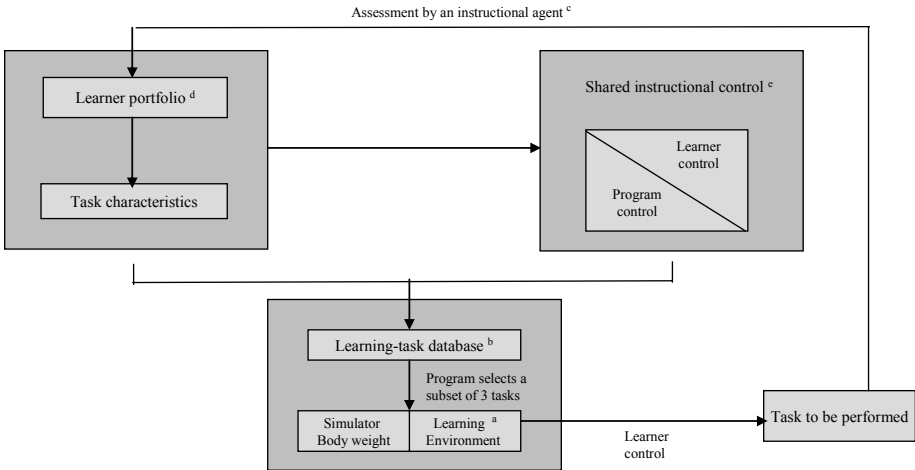 Assessment by an instructional agent c
Learner portfolio d
Task characteristics
Shared instructional control e
Learner
control
Program
control
Learning-task database b
Program selects a
subset of 3 tasks
Simulator
Body weight
Learning a
Environment
Learner
control
Task to be performed